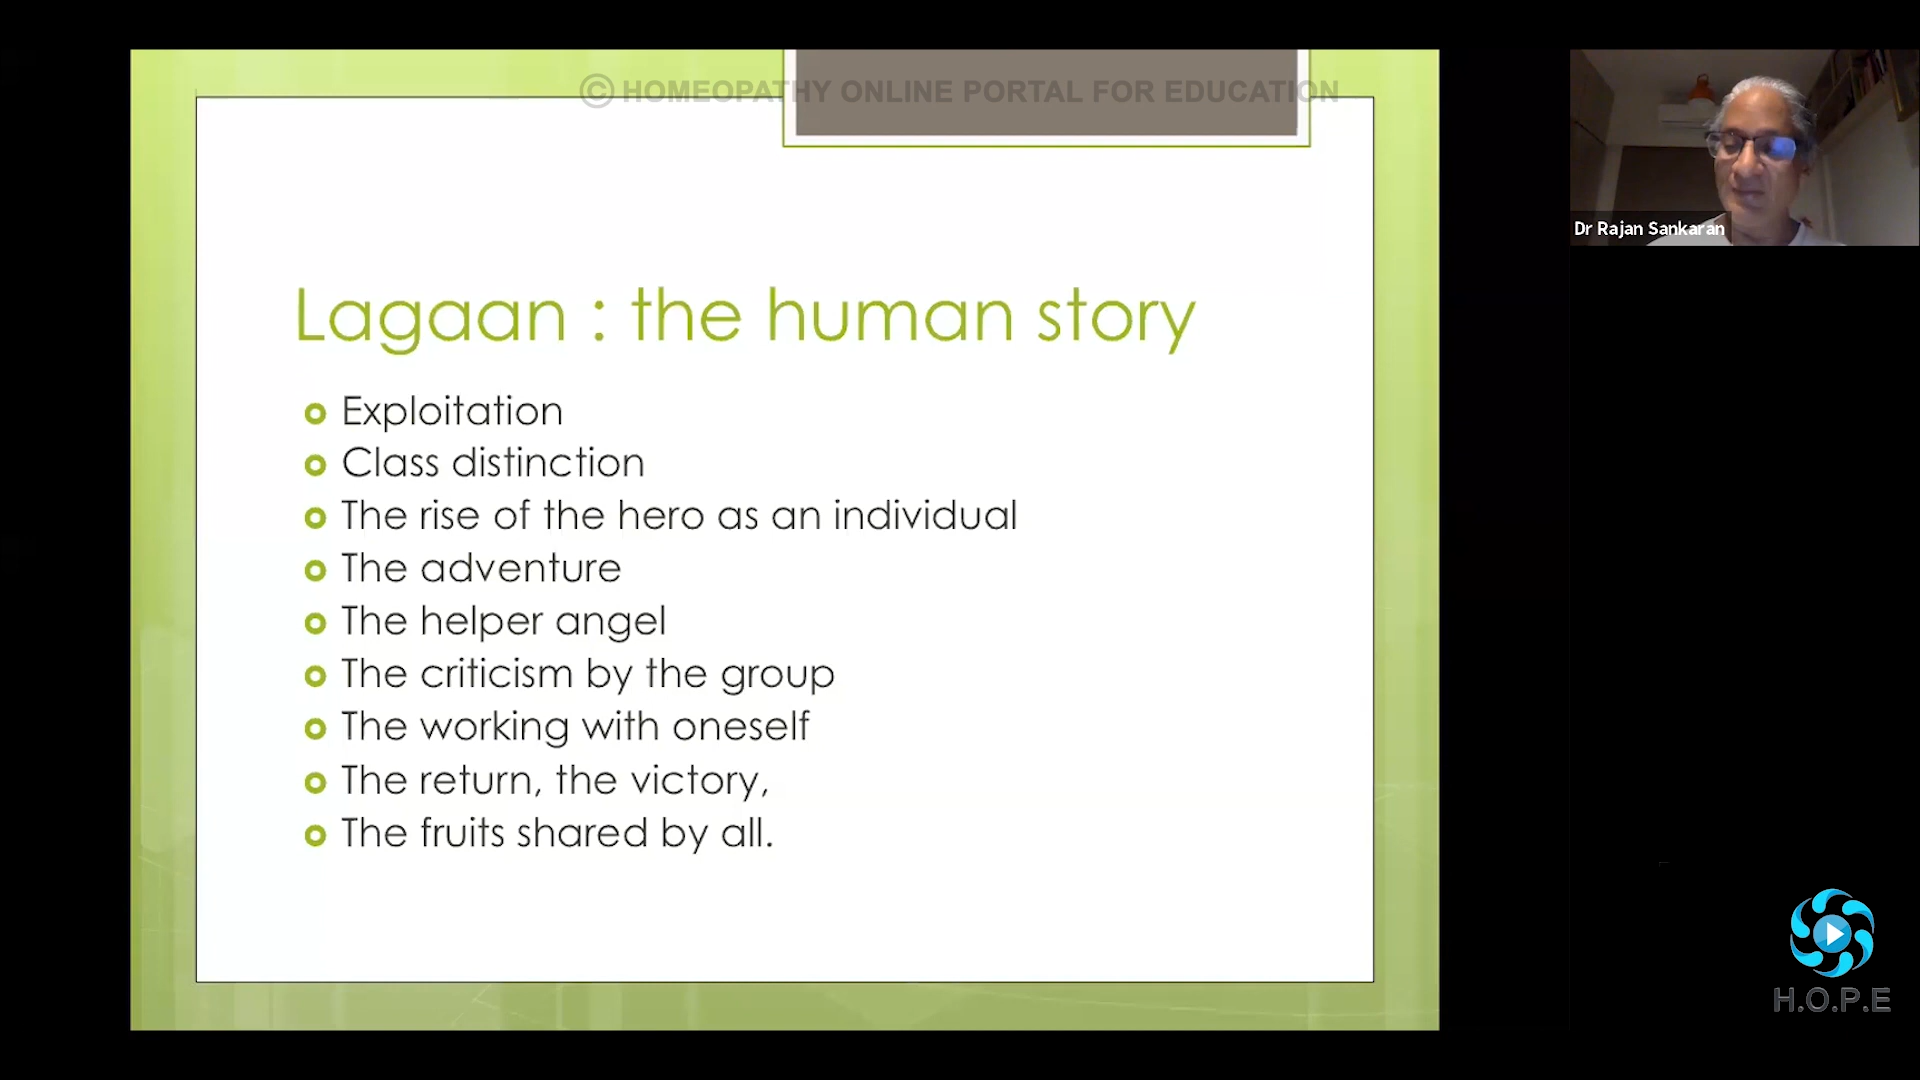 © HOMEOPATHY ONLINE PORTAL FOR EDUCATION
Dr Rajan Sankaran
Lagaan : the human story
Exploitation
Class distinction
The rise of the hero as an individual
The adventure
The helper angel
The criticism by the group
The working with oneself
The return, the victory,
The fruits shared by all.
H.O.P.E